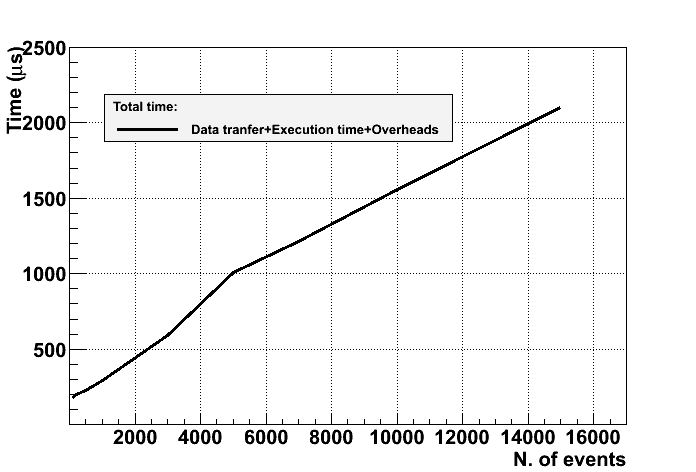 Time (μs)
2500
2000
1500
1000
500
Total time:
Data tranfer+Execution time+Overheads
2000 4000 6000 8000 10000 12000 14000 16000
N. of events